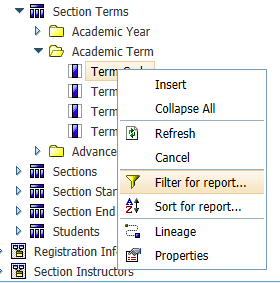 Section Terms
Academic Year
Academic Term
Term
Term
Term
Term
Advance
Sections
Section Star
Section End
Students
Registration Inf
Section Instructors
Insert
Collapse All
Refresh
Cancel
Filter for report...
Sort for report...
Lineage
Properties